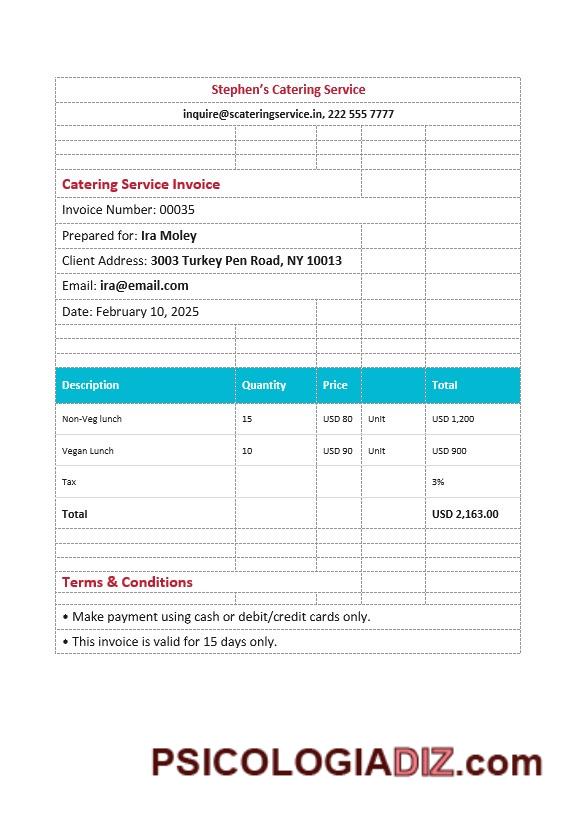 Stephen's Catering Service
inquire@scateringservice.in, 222 555 7777
Catering Service Invoice
Invoice Number: 00035
Prepared for: Ira Moley
Client Address: 3003 Turkey Pen Road, NY 10013
Email: ira@email.com
Date: February 10, 2025
Description Quantity Price Total
Non-Veg lunch 15 USD 80 Unit USD 1,200
Vegan Lunch 10 USD 90 Unit USD 900
Tax 3%
Total USD 2,163.00
Terms & Conditions
• Make payment using cash or debit/credit cards only.
• This invoice is valid for 15 days only.
PSICOLOGIADIZ.com